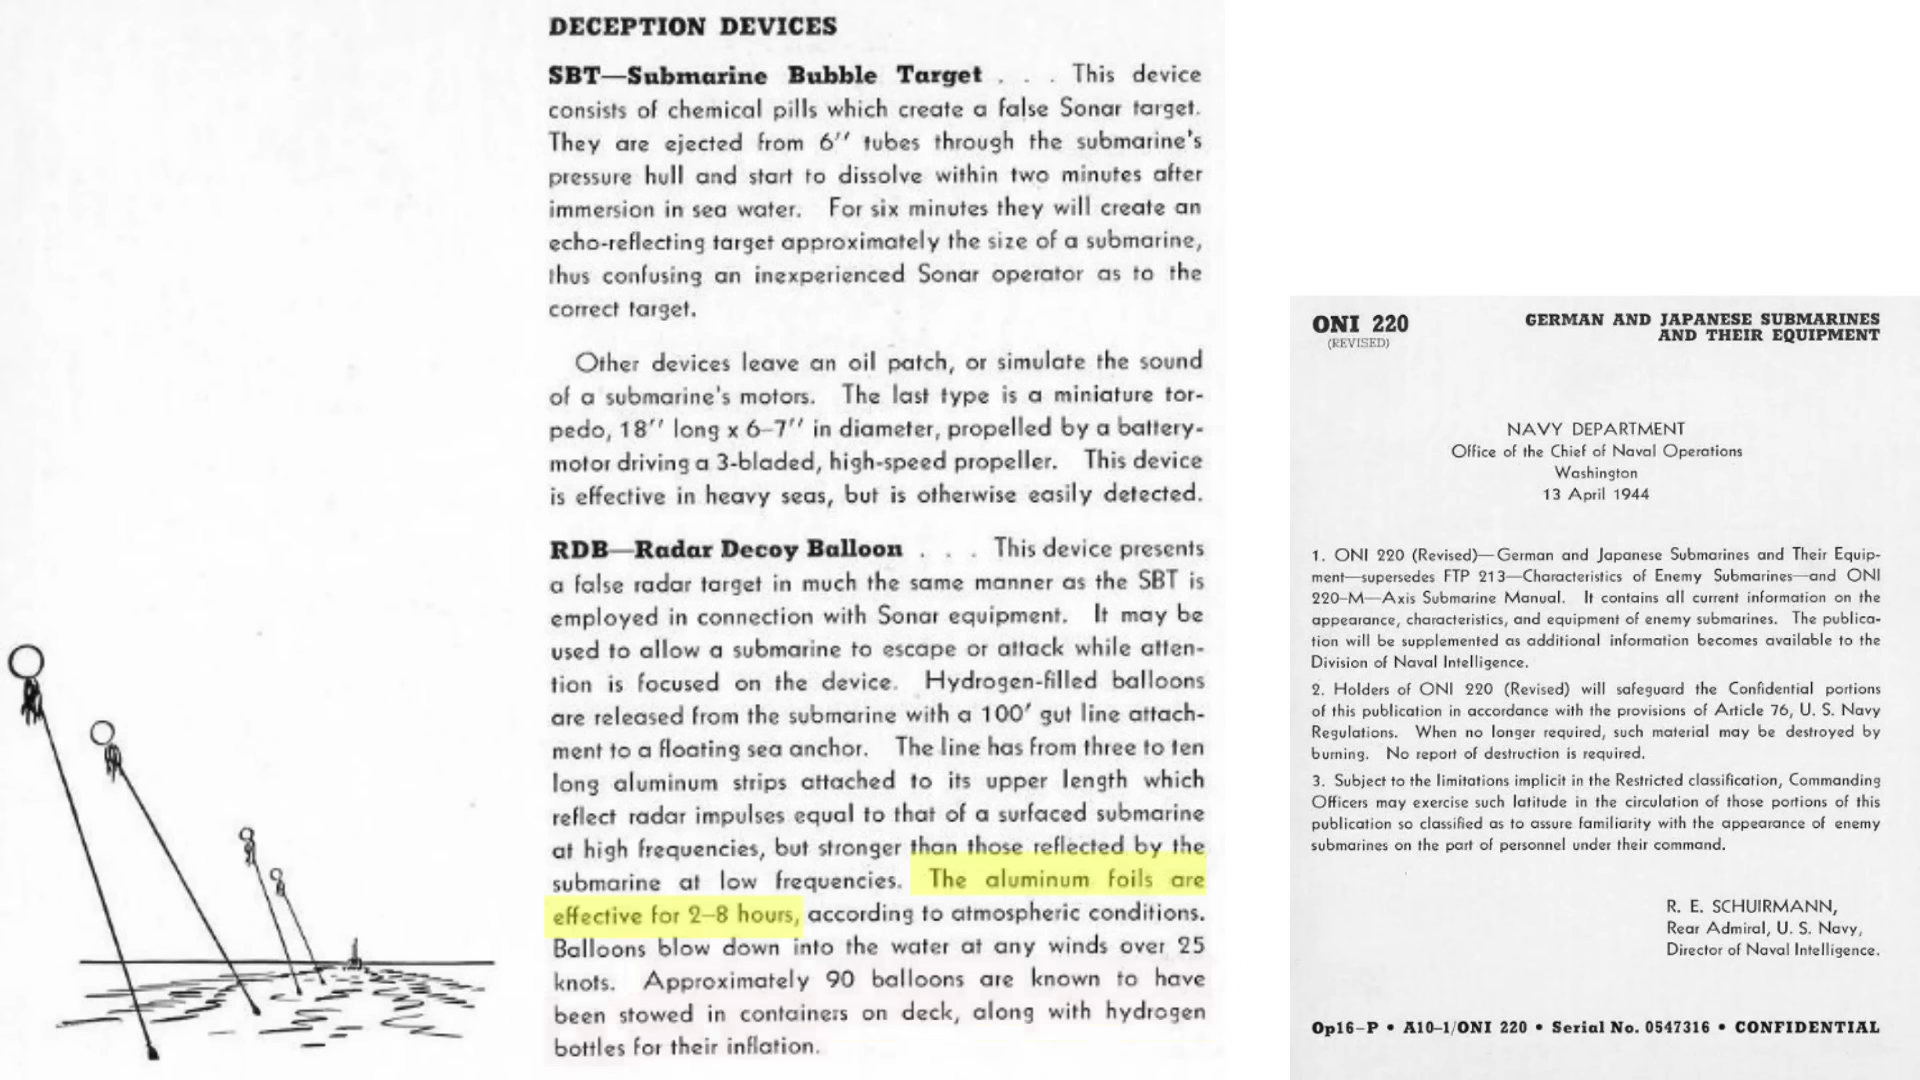 DECEPTION DEVICES
SBT—Submarine Bubble Target . . . This device
consists of chemical pills which create a false Sonar target.
They are ejected from 6″ tubes through the submarine's
pressure hull and start to dissolve within two minutes after
immersion in sea water. For six minutes they will create an
echo-reflecting target approximately the size of a submarine,
thus confusing an inexperienced Sonar operator as to the
correct target.
Other devices leave an oil patch, or simulate the sound
of a submarine's motors. The last type is a miniature tor-
pedo, 18″ long x 6–7″ in diameter, propelled by a battery-
motor driving a 3-bladed, high-speed propeller. This device
is effective in heavy seas, but is otherwise easily detected.
RDB—Radar Decoy Balloon . . . This device presents
a false radar target in much the same manner as the SBT is
employed in connection with Sonar equipment. It may be
used to allow a submarine to escape or attack while atten-
tion is focused on the device. Hydrogen-filled balloons
are released from the submarine with a 100′ gut line attach-
ment to a floating sea anchor. The line has from three to ten
long aluminum strips attached to its upper length which
reflect radar impulses equal to that of a surfaced submarine
at high frequencies, but stronger than those reflected by the
submarine at low frequencies. The aluminum foils are
effective for 2–8 hours, according to atmospheric conditions.
Balloons blow down into the water at any winds over 25
knots. Approximately 90 balloons are known to have
been stowed in containers on deck, along with hydrogen
bottles for their inflation.
ONI 220
(REVISED)
GERMAN AND JAPANESE SUBMARINES
AND THEIR EQUIPMENT
NAVY DEPARTMENT
Office of the Chief of Naval Operations
Washington
13 April 1944
1. ONI 220 (Revised)—German and Japanese Submarines and Their Equip-
ment—supersedes FTP 213—Characteristics of Enemy Submarines—and ONI
220-M—Axis Submarine Manual. It contains all current information on the
appearance, characteristics, and equipment of enemy submarines. The publica-
tion will be supplemented as additional information becomes available to the
Division of Naval Intelligence.
2. Holders of ONI 220 (Revised) will safeguard the Confidential portions
of this publication in accordance with the provisions of Article 76, U. S. Navy
Regulations. When no longer required, such material may be destroyed by
burning. No report of destruction is required.
3. Subject to the limitations implicit in the Restricted classification, Commanding
Officers may exercise such latitude in the circulation of those portions of this
publication so classified as to assure familiarity with the appearance of enemy
submarines on the part of personnel under their command.
R. E. SCHUIRMANN,
Rear Admiral, U. S. Navy,
Director of Naval Intelligence.
Op16-P • A10-1/ONI 220 • Serial No. 0547316 • CONFIDENTIAL